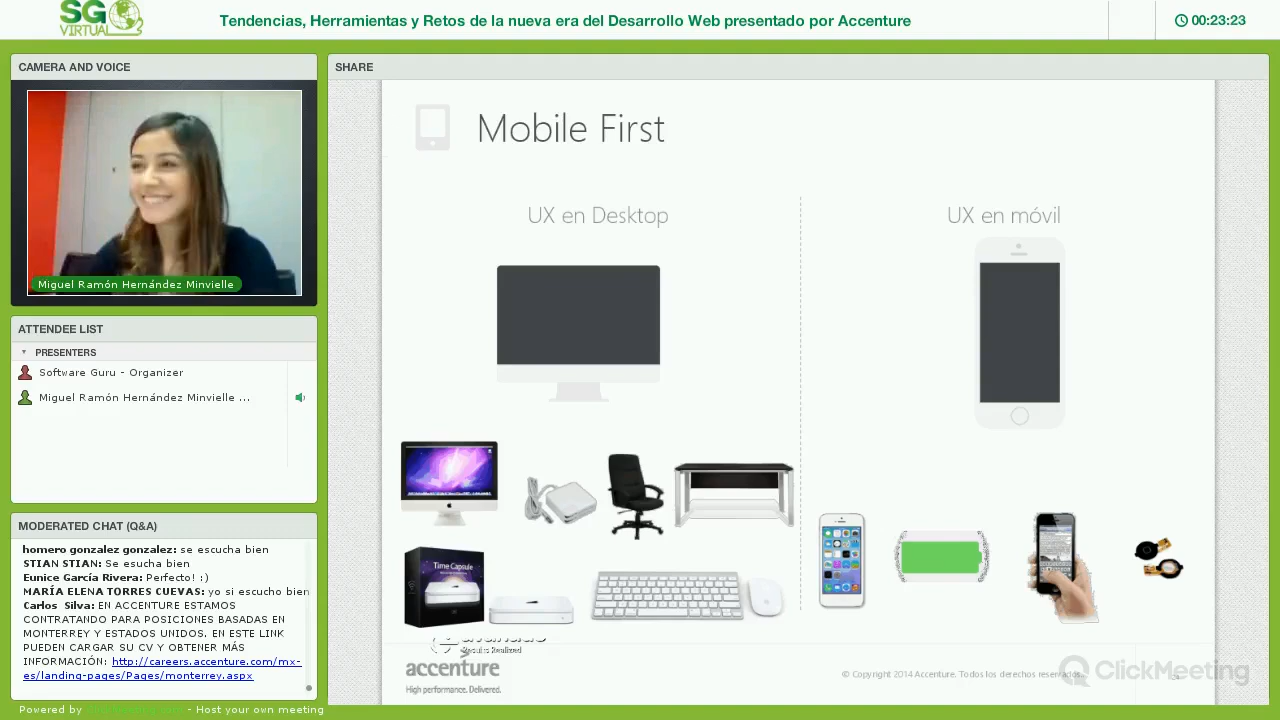 SG
VIRTUAL
Tendencias, Herramientas y Retos de la nueva era del Desarrollo Web presentado por Accenture
00:23:23
CAMERA AND VOICE
Miguel Ramón Hernández Minvielle
ATTENDEE LIST
PRESENTERS
Software Guru - Organizer
Miguel Ramón Hernández Minvielle ...
MODERATED CHAT (Q&A)
homero gonzalez gonzalez: se escucha bien
STIAN STIAN: Se esucha bien
Eunice García Rivera: Perfecto! :)
MARÍA ELENA TORRES CUEVAS: yo si escucho bien
Carlos Silva: EN ACCENTURE ESTAMOS
CONTRATANDO PARA POSICIONES BASADAS EN
MONTERREY Y ESTADOS UNIDOS. EN ESTE LINK
PUEDEN CARGAR SU CV Y OBTENER MÁS
INFORMACIÓN: http://careers.accenture.com/mx-
es/landing-pages/Pages/monterrey.aspx
Powered by - Host your own meeting
SHARE
Mobile First
UX en Desktop
UX en móvil
Time Capsule
Results Realized
accenture
High performance. Delivered.
© Copyright 2014 Accenture. Todos los derechos reservados.
ClickMeeting